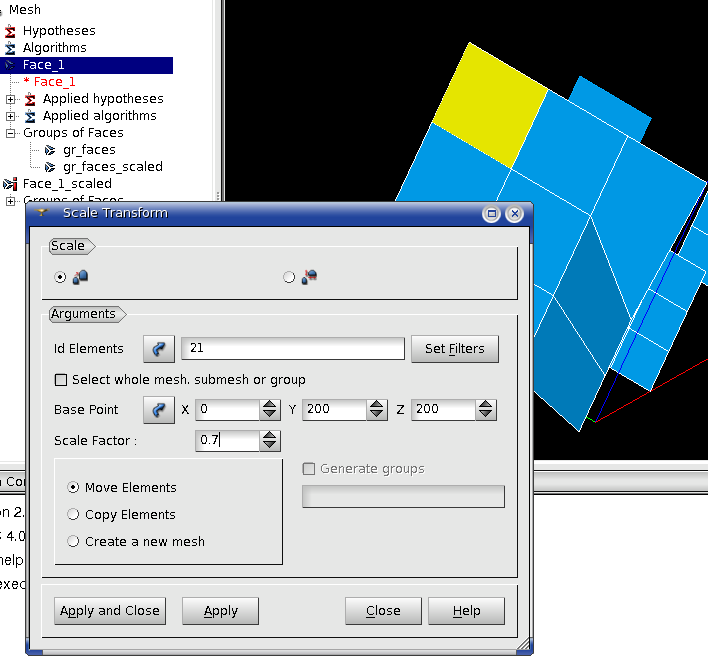 Mesh
Hypotheses
Algorithms
Face_1
* Face_1
Applied hypotheses
Applied algorithms
Groups of Faces
gr_faces
gr_faces_scaled
Face_1_scaled
Groups of Faces
Scale Transform
Scale
Arguments
Id Elements 21 Set Filters
Select whole mesh. submesh or group
Base Point X 0 Y 200 Z 200
Scale Factor : 0.7
Move Elements
Copy Elements
Create a new mesh
Generate groups
Apply and Close Apply Close Help
on 2.
4.0
help
exec